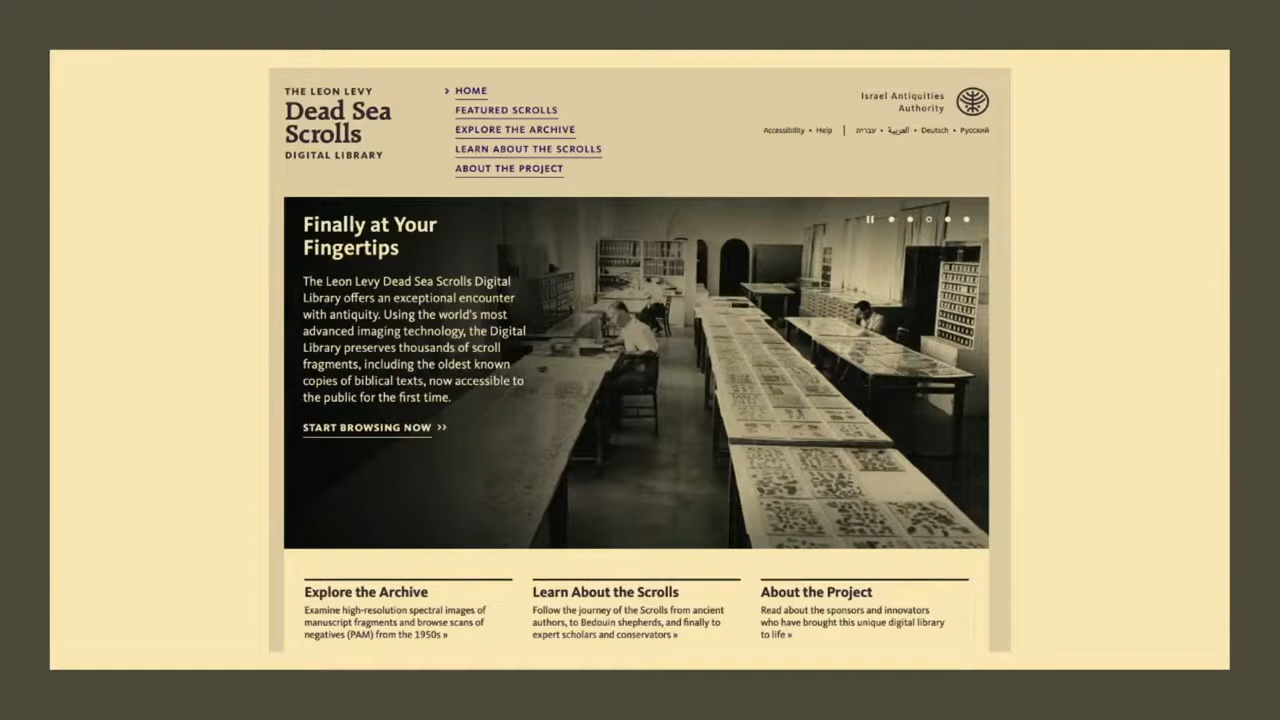 THE LEON LEVY
Dead Sea
Scrolls
DIGITAL LIBRARY
› HOME
FEATURED SCROLLS
EXPLORE THE ARCHIVE
LEARN ABOUT THE SCROLLS
ABOUT THE PROJECT
Israel Antiquities
Authority
Accessibility • Help | עברית • العربية • Deutsch • Русский
Finally at Your
Fingertips
The Leon Levy Dead Sea Scrolls Digital
Library offers an exceptional encounter
with antiquity. Using the world's most
advanced imaging technology, the Digital
Library preserves thousands of scroll
fragments, including the oldest known
copies of biblical texts, now accessible to
the public for the first time.
START BROWSING NOW ››
Explore the Archive
Examine high-resolution spectral images of
manuscript fragments and browse scans of
negatives (PAM) from the 1950s »
Learn About the Scrolls
Follow the journey of the Scrolls from ancient
authors, to Bedouin shepherds, and finally to
expert scholars and conservators »
About the Project
Read about the sponsors and innovators
who have brought this unique digital library
to life »